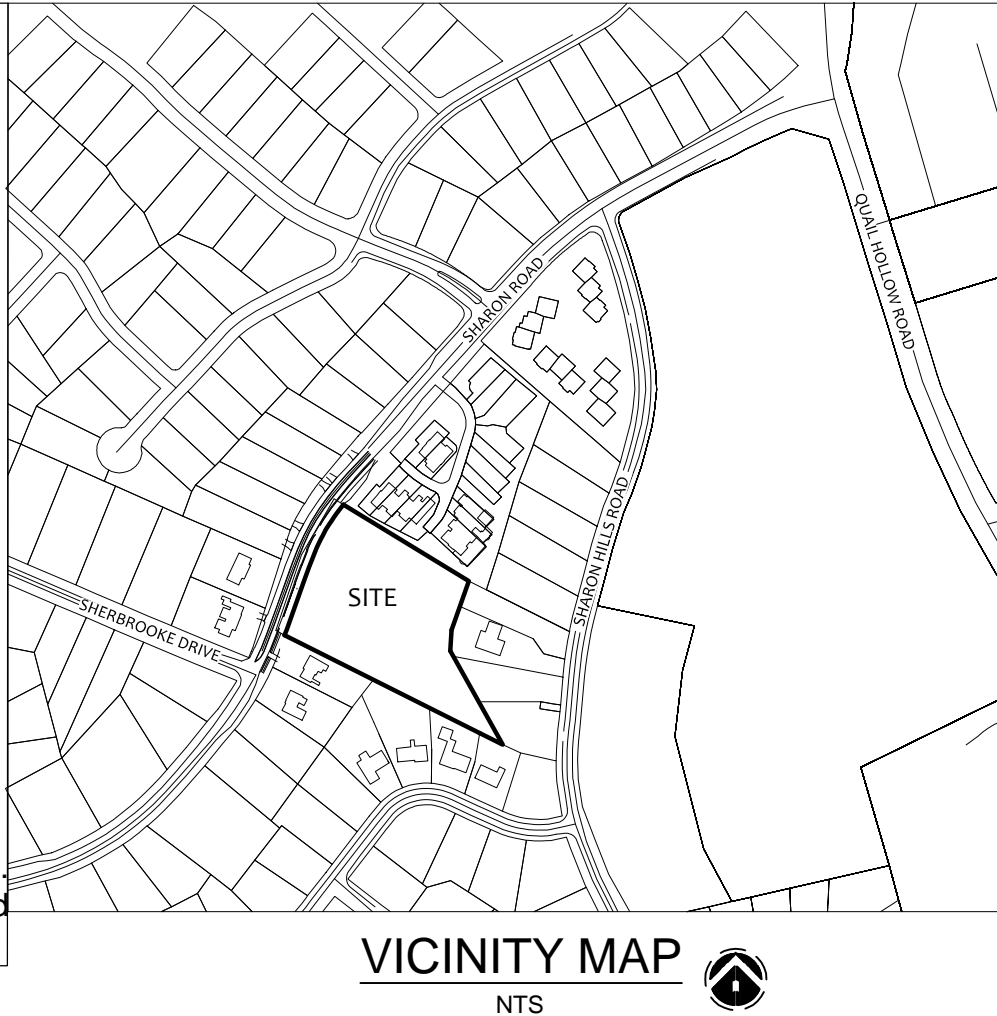 QUAIL HOLLOW ROAD
SHARON ROAD
SHARON HILLS ROAD
SITE
SHERBROOKE DRIVE
VICINITY MAP
NTS